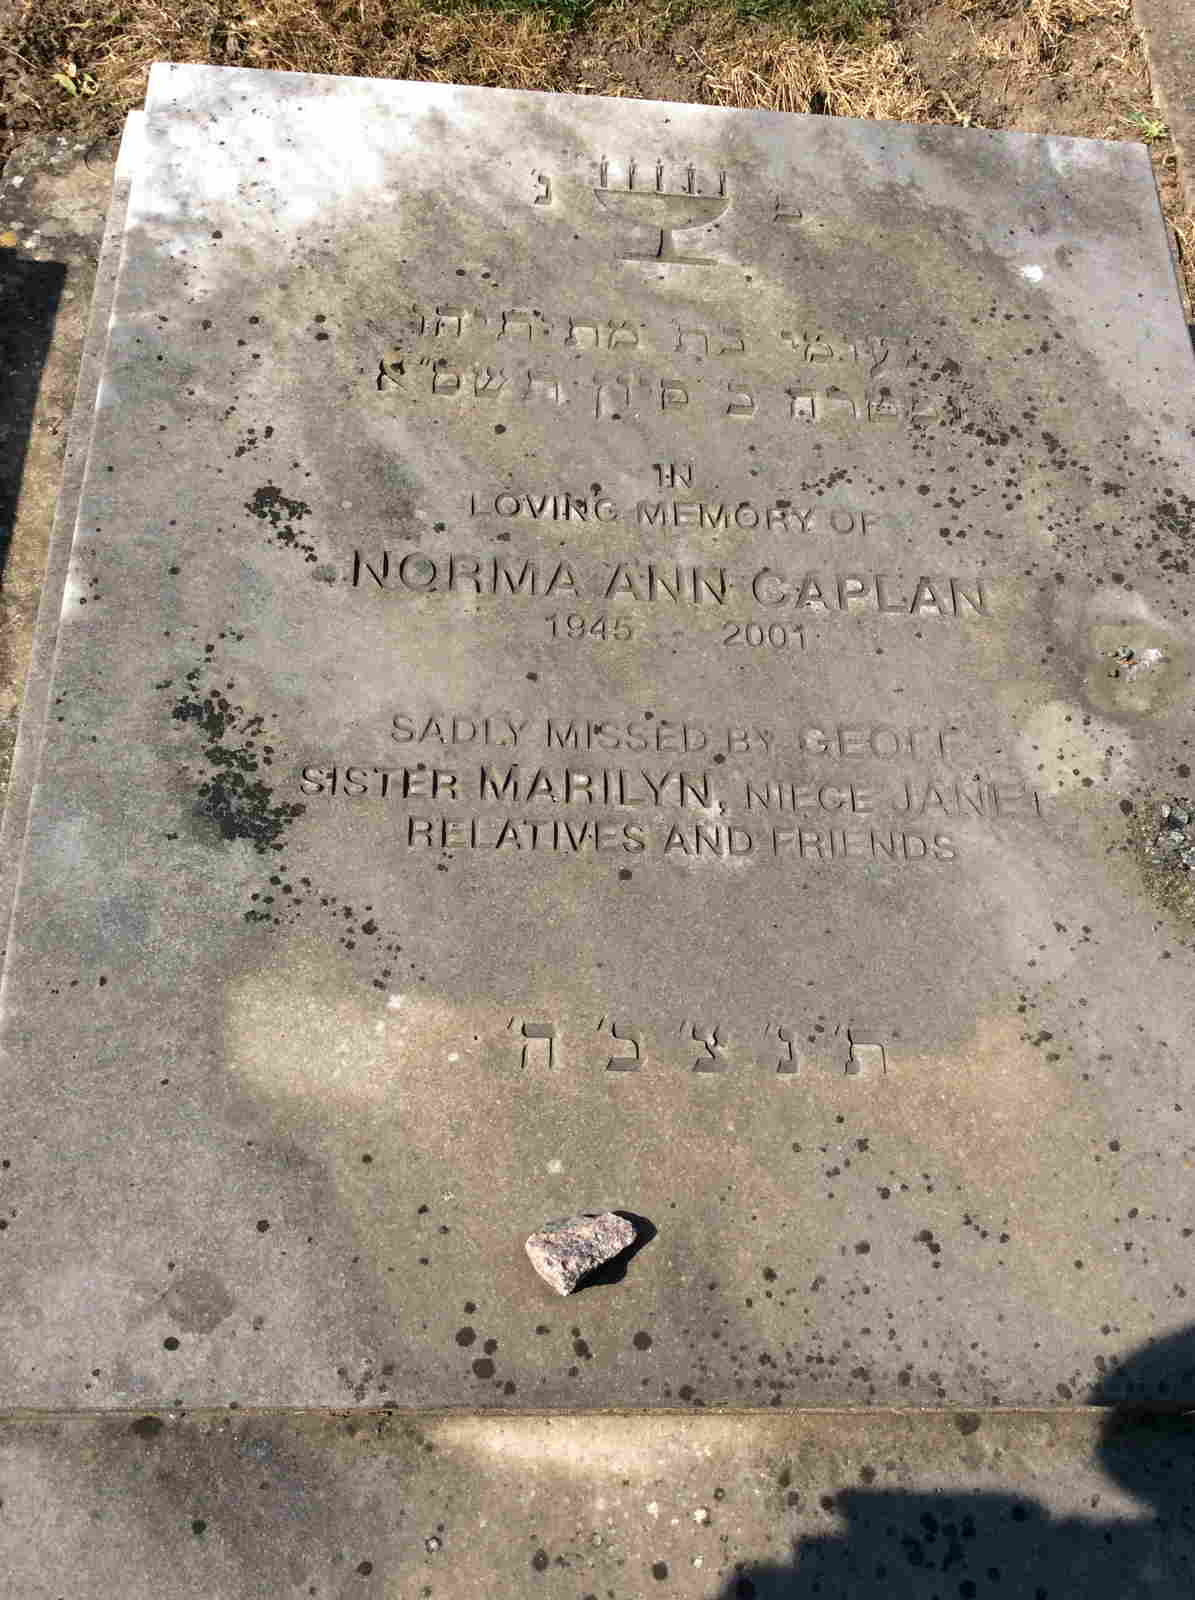 פ נ'
נעמי בת מתתיהו
נפטרה ב סיון תשס"א
IN
LOVING MEMORY OF
NORMA ANN CAPLAN
1945 - 2001
SADLY MISSED BY GEOFF
SISTER MARILYN, NIECE JANET
RELATIVES AND FRIENDS
ת' נ' צ' ב' ה'